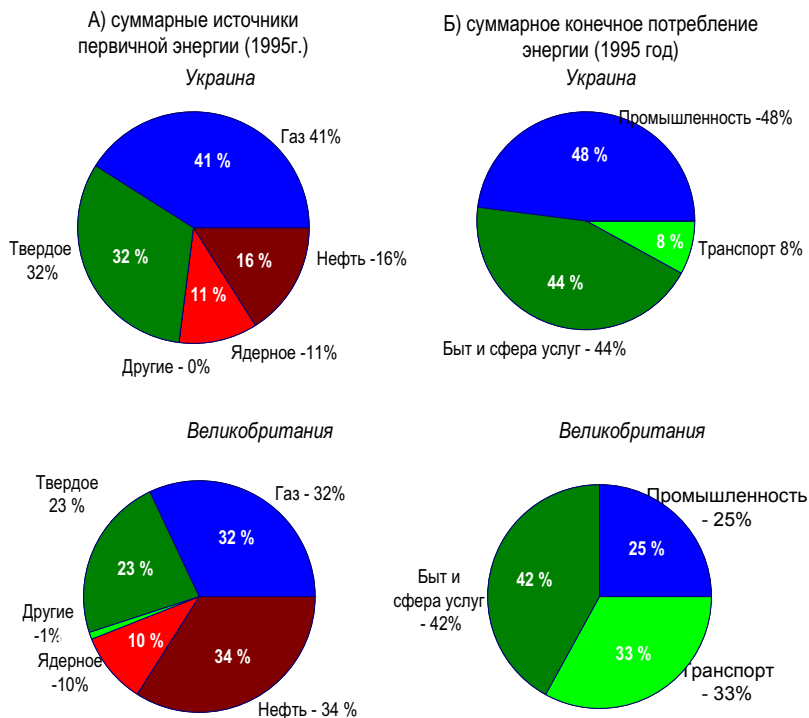 А) суммарные источники
первичной энергии (1995г.)
Украина
Газ 41%
41 %
Твердое
32%
32 %
16 %
Нефть -16%
11 %
Ядерное -11%
Другие - 0%
Б) суммарное конечное потребление
энергии (1995 год)
Украина
Промышленность -48%
48 %
8 %
Транспорт 8%
44 %
Быт и сфера услуг - 44%
Великобритания
Твердое
23 %
Газ - 32%
32 %
23 %
Другие
-1%
10 %
Ядерное
-10%
34 %
Нефть - 34 %
Великобритания
Промышленность
- 25%
25 %
42 %
Быт и
сфера услуг
- 42%
33 %
Транспорт
- 33%